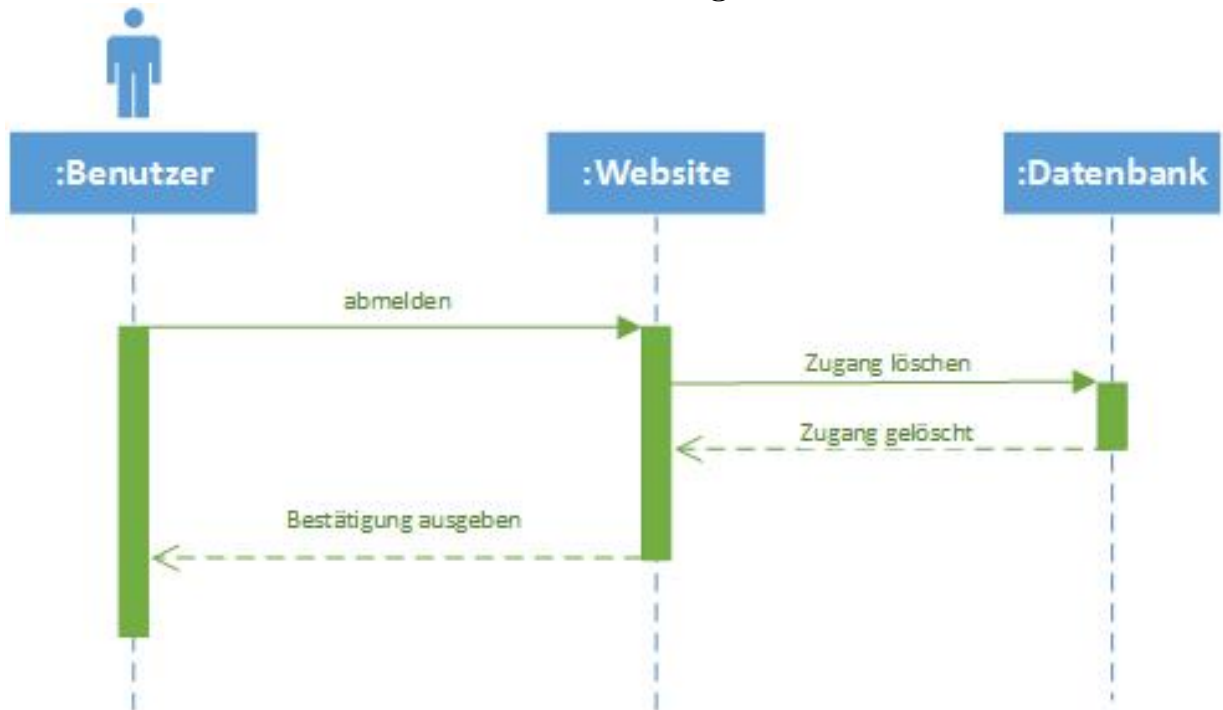 :Benutzer
:Website
:Datenbank
abmelden
Zugang löschen
Zugang gelöscht
Bestätigung ausgeben